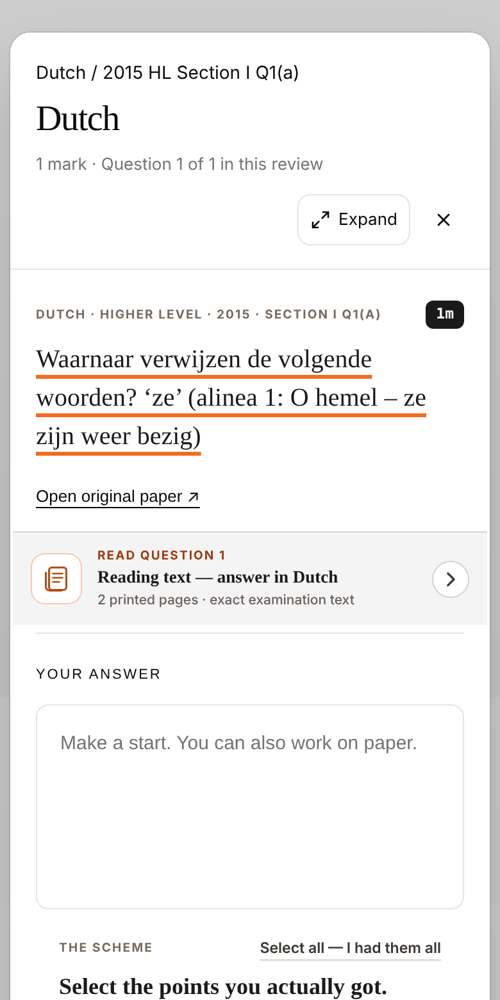 Dutch / 2015 HL Section I Q1(a)
Dutch
1 mark · Question 1 of 1 in this review
Expand
DUTCH · HIGHER LEVEL · 2015 · SECTION I Q1(A)
1m
Waarnaar verwijzen de volgende
woorden? ‘ze’ (alinea 1: O hemel – ze
zijn weer bezig)
Open original paper ↗
READ QUESTION 1
Reading text — answer in Dutch
2 printed pages · exact examination text
YOUR ANSWER
Make a start. You can also work on paper.
THE SCHEME
Select all — I had them all
Select the points you actually got.